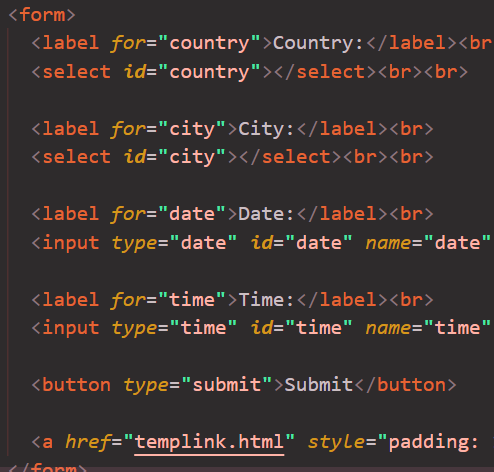 <form>
<label for="country">Country:</label><br
<select id="country"></select><br><br>
<label for="city">City:</label><br>
<select id="city"></select><br><br>
<label for="date">Date:</label><br>
<input type="date" id="date" name="date"
<label for="time">Time:</label><br>
<input type="time" id="time" name="time"
<button type="submit">Submit</button>
<a href="templink.html" style="padding:
</form>